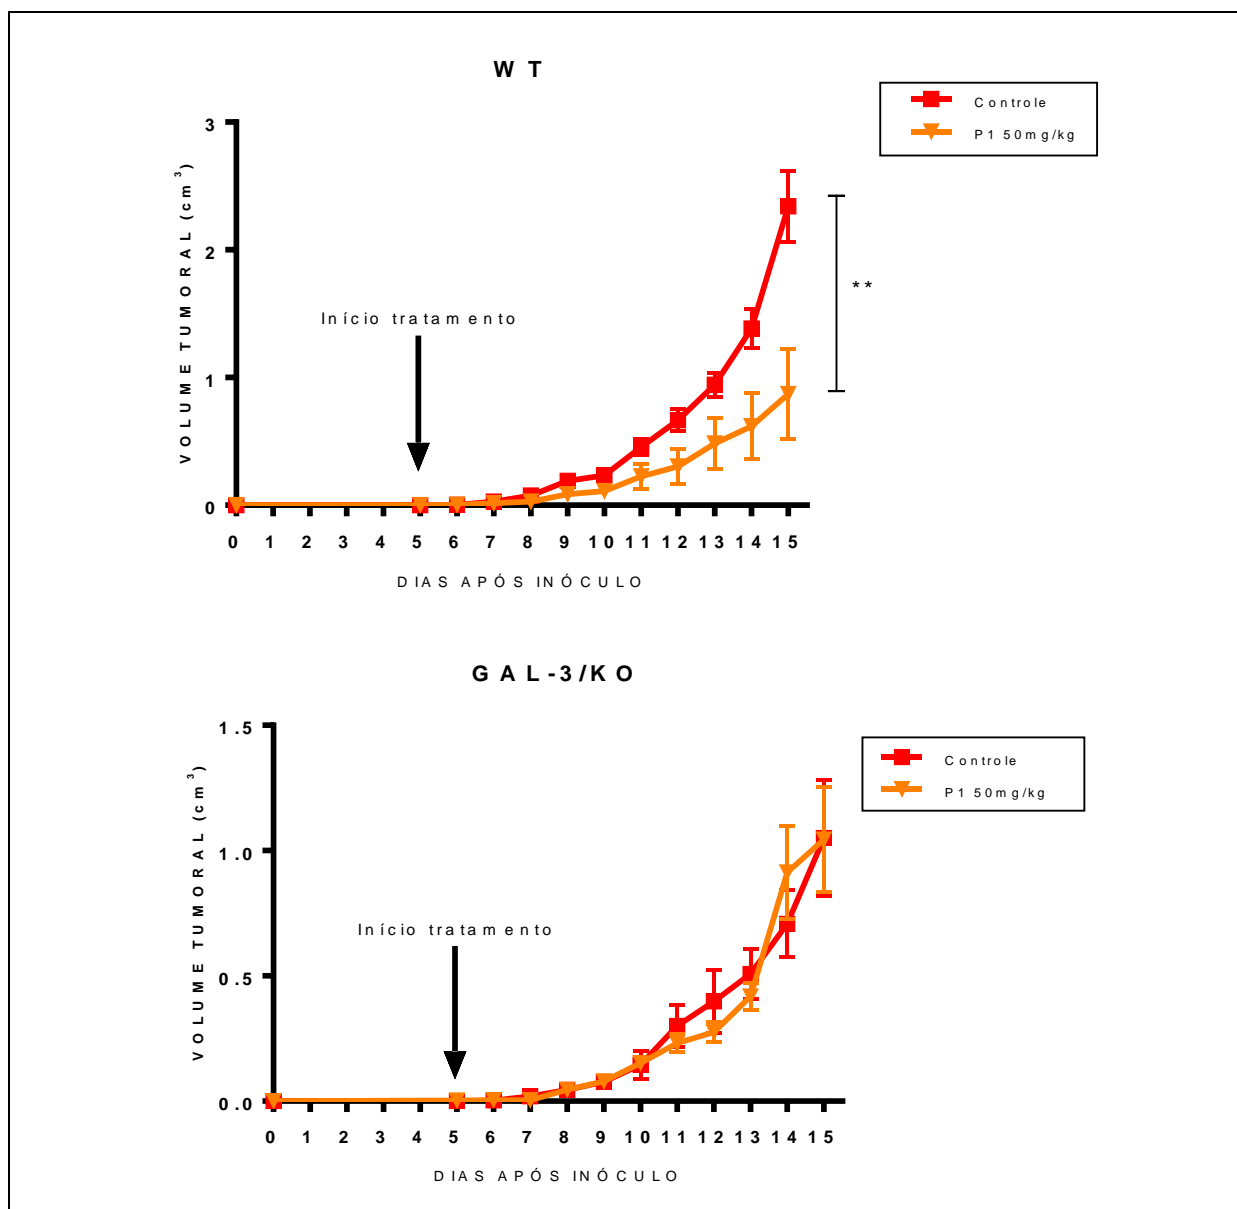 WT
Controle
P1 50mg/kg
3
2
1
0
VOLUME TUMORAL (cm³)
Início tratamento
**
0 1 2 3 4 5 6 7 8 9 10 11 12 13 14 15
DIAS APÓS INÓCULO
GAL-3/KO
Controle
P1 50mg/kg
1.5
1.0
0.5
0.0
VOLUME TUMORAL (cm³)
Início tratamento
0 1 2 3 4 5 6 7 8 9 10 11 12 13 14 15
DIAS APÓS INÓCULO